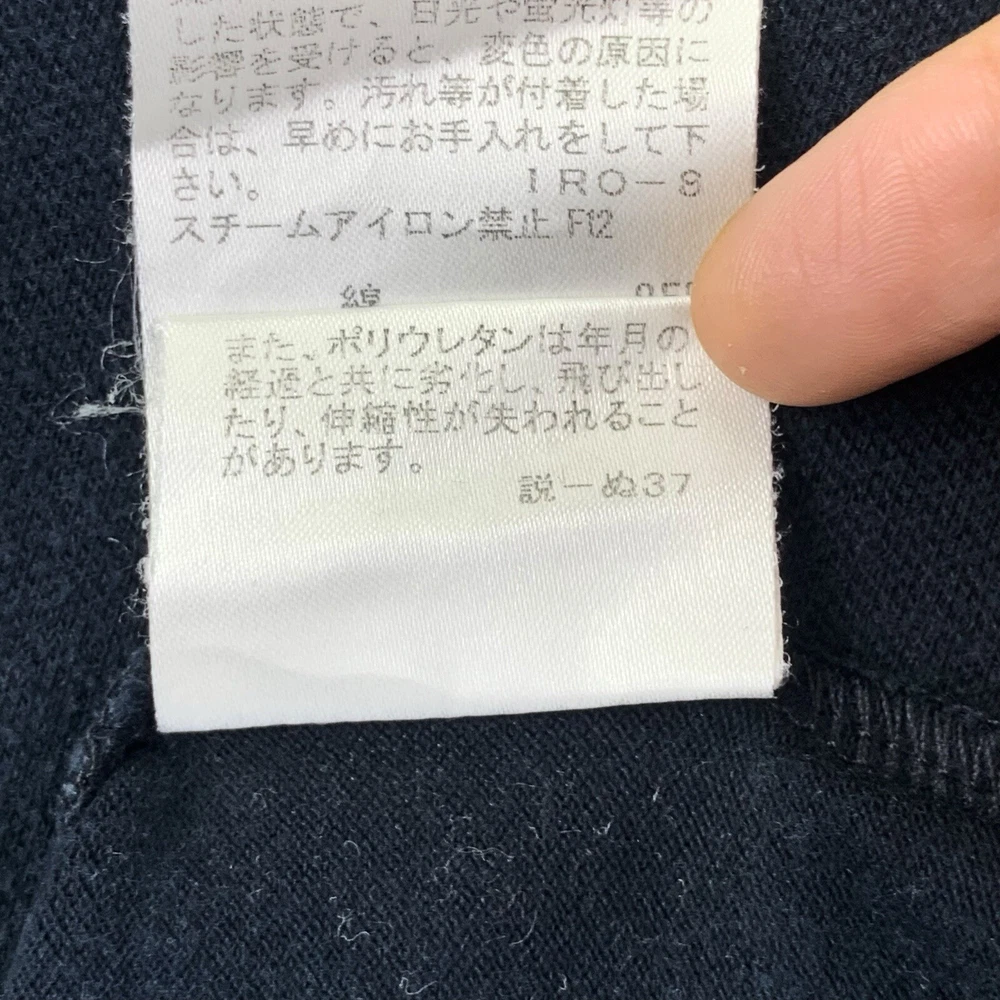 した状態で、日光や蛍光灯等の
影響を受けると、変色の原因に
なります。汚れ等が付着した場
合は、早めにお手入れをして下
さい。 IRO－8
スチームアイロン禁止 F12
綿
また、ポリウレタンは年月の
経過と共に劣化し、飛び出し
たり、伸縮性が失われること
があります。
説－ぬ37